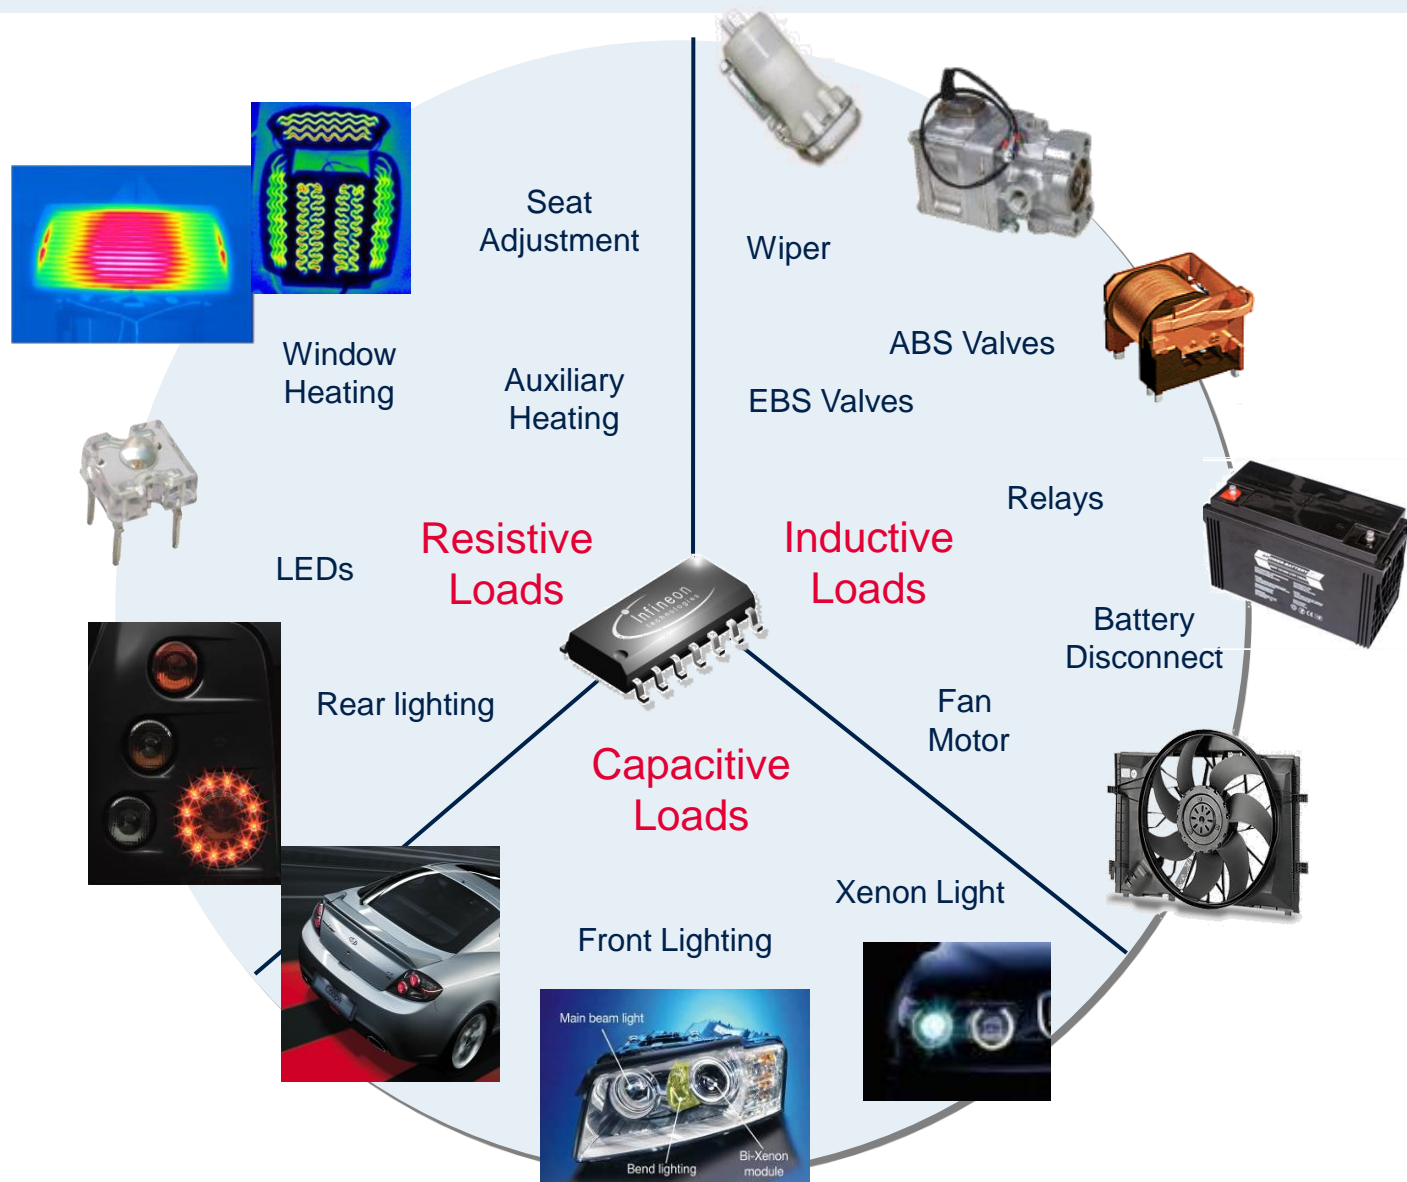 Seat
Adjustment
Wiper
Window
Heating
Auxiliary
Heating
ABS Valves
EBS Valves
Relays
Resistive
Loads
Inductive
Loads
LEDs
Infineon
technologies
Battery
Disconnect
Rear lighting
Fan
Motor
Capacitive
Loads
Xenon Light
Front Lighting
Main beam light
Bend lighting
Bi-Xenon
module